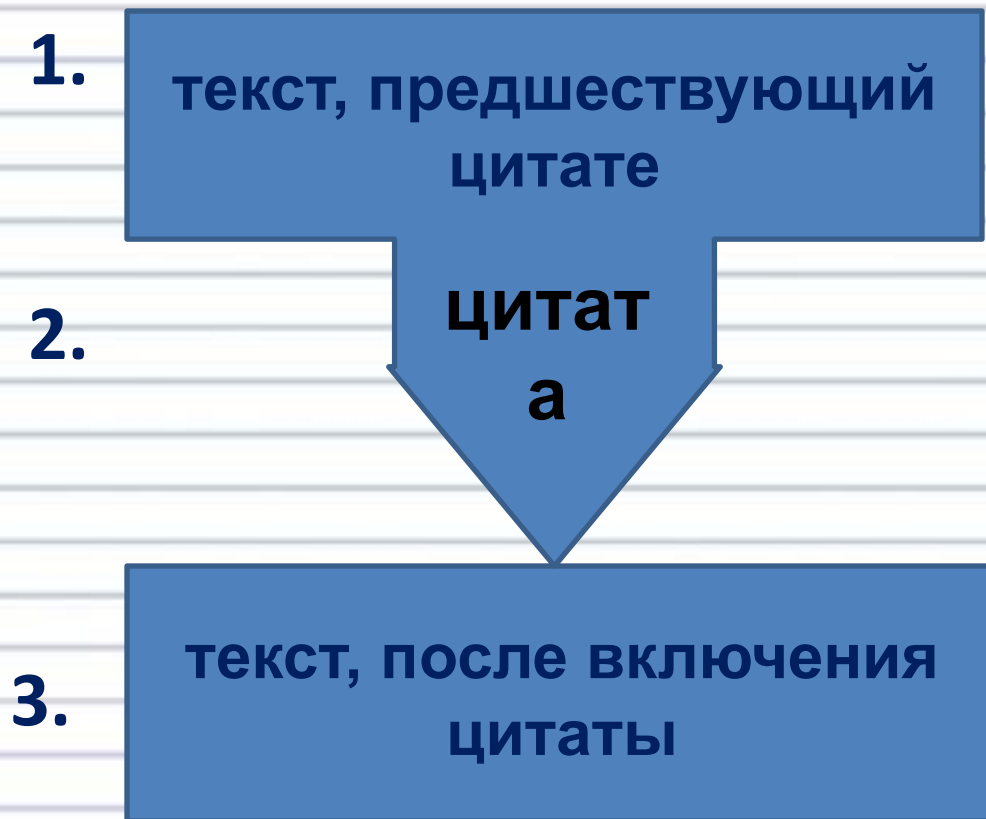 1.
текст, предшествующий
цитате
2.
цитат
а
3.
текст, после включения
цитаты